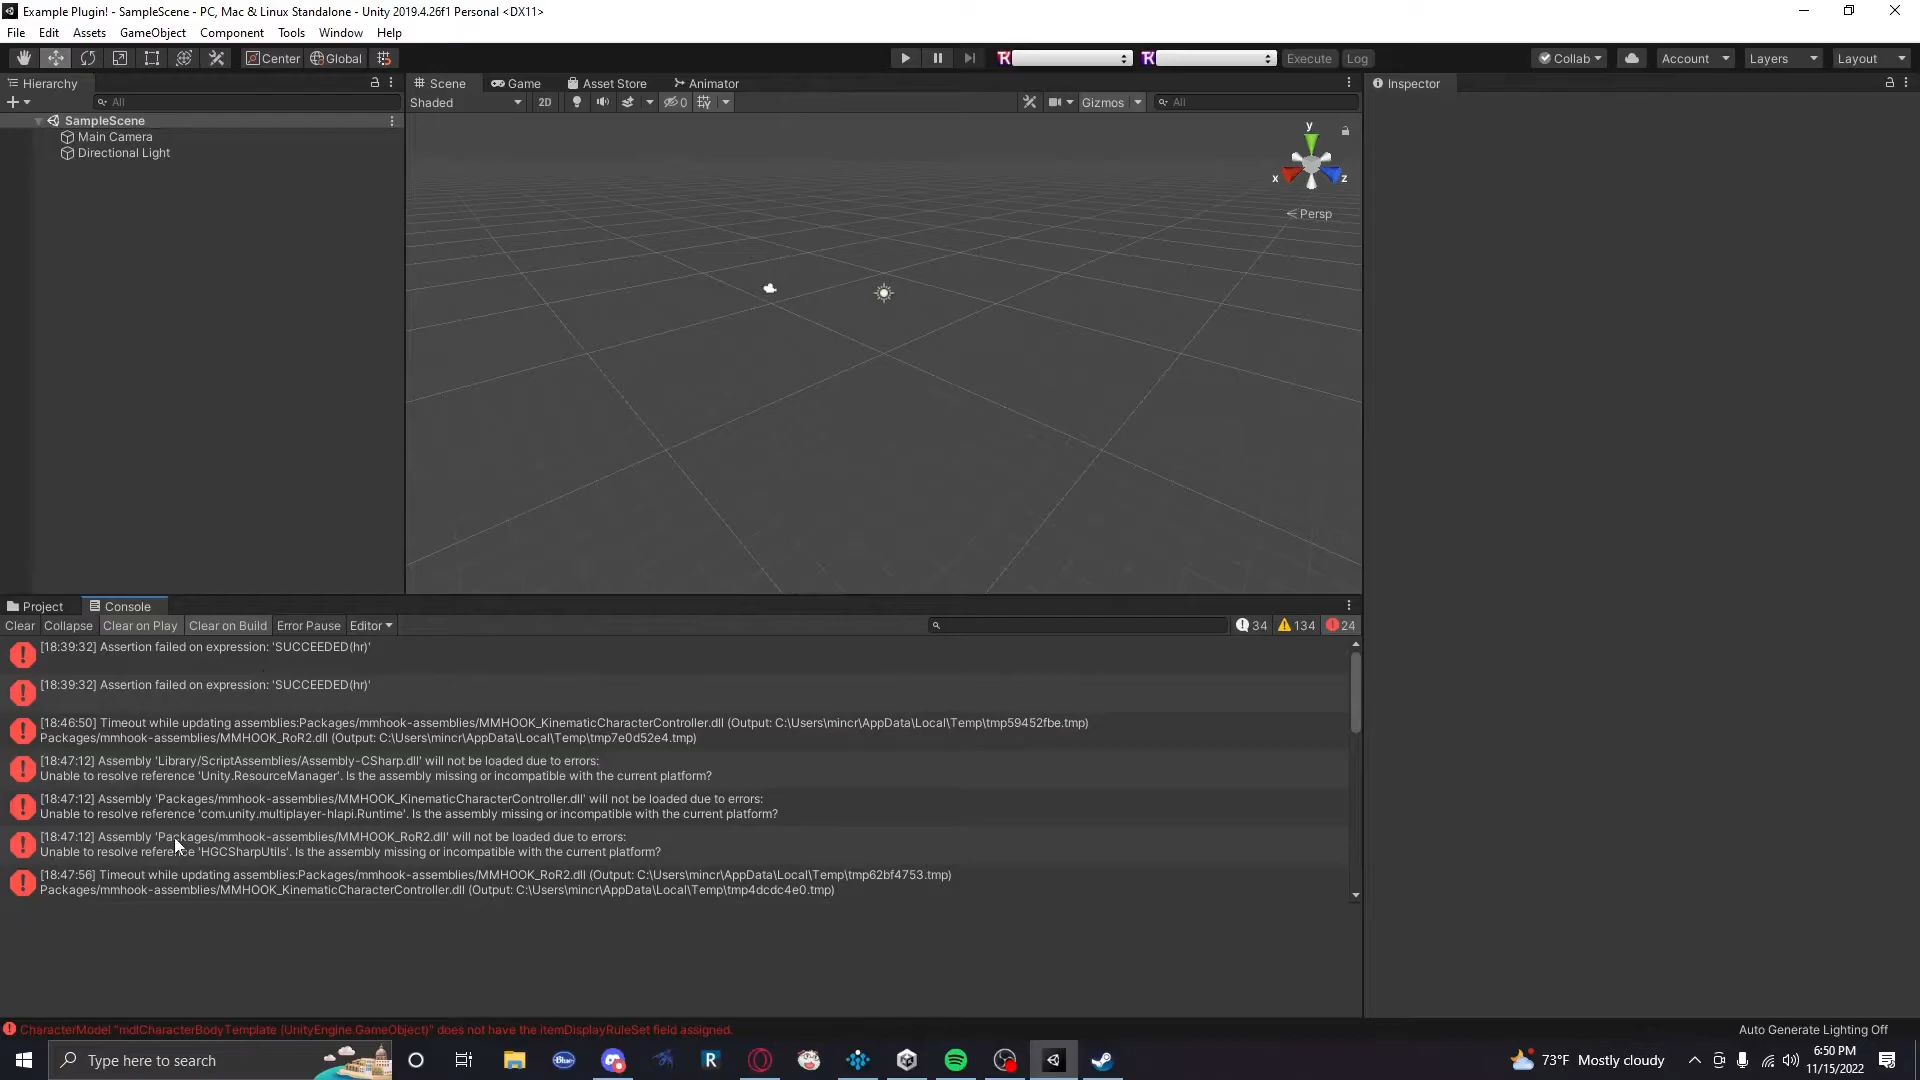 Example Plugin! - SampleScene - PC, Mac & Linux Standalone - Unity 2019.4.26f1 Personal <DX11>
File Edit Assets GameObject Component Tools Window Help
Center Global Execute Log Collab Account Layers Layout
Hierarchy Scene Game Asset Store Animator Inspector
All Shaded 2D 0 Gizmos All
SampleScene
Main Camera
Directional Light
y
x z
Persp
Project Console
Clear Collapse Clear on Play Clear on Build Error Pause Editor 34 134 24
[18:39:32] Assertion failed on expression: 'SUCCEEDED(hr)'
[18:39:32] Assertion failed on expression: 'SUCCEEDED(hr)'
[18:46:50] Timeout while updating assemblies:Packages/mmhook-assemblies/MMHOOK_KinematicCharacterController.dll (Output: C:\Users\mincr\AppData\Local\Temp\tmp59452fbe.tmp)
Packages/mmhook-assemblies/MMHOOK_RoR2.dll (Output: C:\Users\mincr\AppData\Local\Temp\tmp7e0d52e4.tmp)
[18:47:12] Assembly 'Library/ScriptAssemblies/Assembly-CSharp.dll' will not be loaded due to errors:
Unable to resolve reference 'Unity.ResourceManager'. Is the assembly missing or incompatible with the current platform?
[18:47:12] Assembly 'Packages/mmhook-assemblies/MMHOOK_KinematicCharacterController.dll' will not be loaded due to errors:
Unable to resolve reference 'com.unity.multiplayer-hlapi.Runtime'. Is the assembly missing or incompatible with the current platform?
[18:47:12] Assembly 'Packages/mmhook-assemblies/MMHOOK_RoR2.dll' will not be loaded due to errors:
Unable to resolve reference 'HGCSharpUtils'. Is the assembly missing or incompatible with the current platform?
[18:47:56] Timeout while updating assemblies:Packages/mmhook-assemblies/MMHOOK_RoR2.dll (Output: C:\Users\mincr\AppData\Local\Temp\tmp62bf4753.tmp)
Packages/mmhook-assemblies/MMHOOK_KinematicCharacterController.dll (Output: C:\Users\mincr\AppData\Local\Temp\tmp4dcdc4e0.tmp)
CharacterModel "mdlCharacterBodyTemplate (UnityEngine.GameObject)" does not have the itemDisplayRuleSet field assigned.
Auto Generate Lighting Off
Type here to search
Blue
R
73°F Mostly cloudy
6:50 PM
11/15/2022